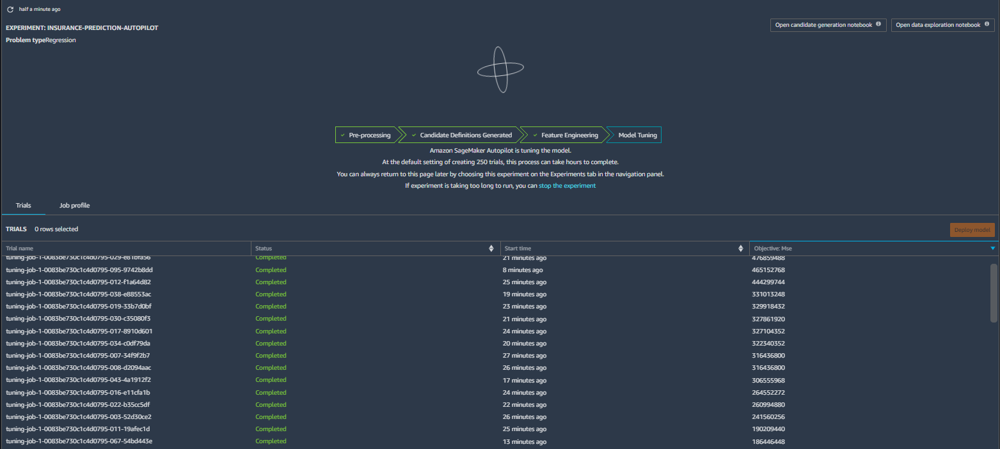 half a minute ago
EXPERIMENT: INSURANCE-PREDICTION-AUTOPILOT
Open candidate generation notebook
Open data exploration notebook
Problem typeRegression
Pre-processing
Candidate Definitions Generated
Feature Engineering
Model Tuning
Amazon SageMaker Autopilot is tuning the model.
At the default setting of creating 250 trials, this process can take hours to complete.
You can always return to this page later by choosing this experiment on the Experiments tab in the navigation panel.
If experiment is taking too long to run, you can stop the experiment
Trials Job profile
TRIALS 0 rows selected
Deploy model
Trial name Status Start time Objective: Mse
tuning-job-1-0083be730c1c4d0795-029-e81bfa56 Completed 21 minutes ago 476859488
tuning-job-1-0083be730c1c4d0795-095-9742b8dd Completed 8 minutes ago 465152768
tuning-job-1-0083be730c1c4d0795-012-f1a64d82 Completed 25 minutes ago 444299744
tuning-job-1-0083be730c1c4d0795-038-e88553ac Completed 19 minutes ago 331013248
tuning-job-1-0083be730c1c4d0795-019-33b7d0bf Completed 23 minutes ago 329918432
tuning-job-1-0083be730c1c4d0795-030-c35080f3 Completed 21 minutes ago 327861920
tuning-job-1-0083be730c1c4d0795-017-8910d601 Completed 24 minutes ago 327104352
tuning-job-1-0083be730c1c4d0795-034-c0df79da Completed 20 minutes ago 322340352
tuning-job-1-0083be730c1c4d0795-007-34f9f2b7 Completed 27 minutes ago 316436800
tuning-job-1-0083be730c1c4d0795-008-d2094aac Completed 26 minutes ago 316436800
tuning-job-1-0083be730c1c4d0795-043-4a1912f2 Completed 17 minutes ago 306555968
tuning-job-1-0083be730c1c4d0795-016-e11cfa1b Completed 24 minutes ago 264552272
tuning-job-1-0083be730c1c4d0795-022-b35cc5df Completed 22 minutes ago 260994880
tuning-job-1-0083be730c1c4d0795-003-52d30ce2 Completed 26 minutes ago 241560256
tuning-job-1-0083be730c1c4d0795-011-19afec1d Completed 25 minutes ago 190209440
tuning-job-1-0083be730c1c4d0795-067-54bd443e Completed 13 minutes ago 186446448